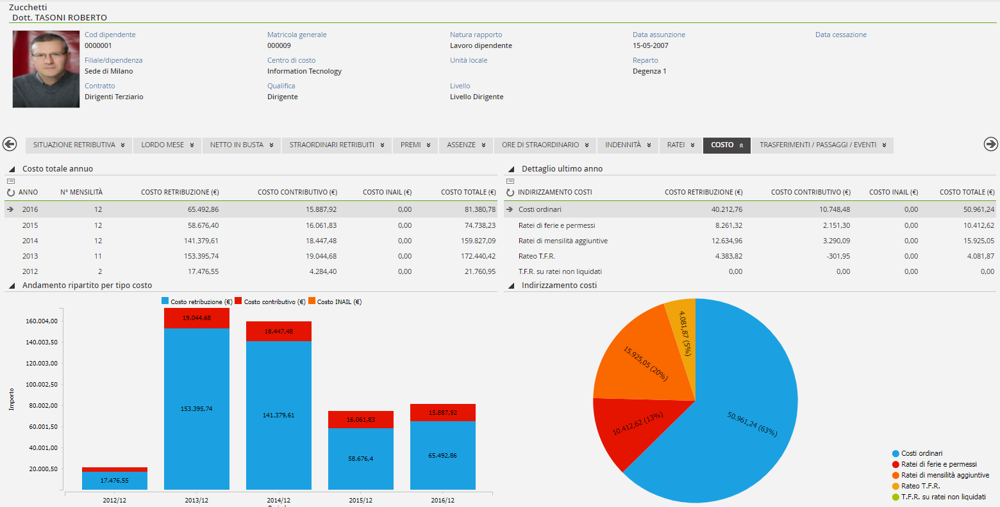 Zucchetti
Dott. TASONI ROBERTO
Cod dipendente Matricola generale Natura rapporto Data assunzione Data cessazione
0000001 000009 Lavoro dipendente 15-05-2007
Filiale/dipendenza Centro di costo Unità locale Reparto
Sede di Milano Information Tecnology Degenza 1
Contratto Qualifica Livello
Dirigenti Terziario Dirigente Livello Dirigente
SITUAZIONE RETRIBUTIVA LORDO MESE NETTO IN BUSTA STRAORDINARI RETRIBUITI PREMI ASSENZE ORE DI STRAORDINARIO INDENNITÀ RATEI COSTO TRASFERIMENTI / PASSAGGI / EVENTI
Costo totale annuo
ANNO N° MENSILITÀ COSTO RETRIBUZIONE (€) COSTO CONTRIBUTIVO (€) COSTO INAIL (€) COSTO TOTALE (€)
2016 12 65.492,86 15.887,92 0,00 81.380,78
2015 12 58.676,40 16.061,83 0,00 74.738,23
2014 12 141.379,61 18.447,48 0,00 159.827,09
2013 11 153.395,74 19.044,68 0,00 172.440,42
2012 2 17.476,55 4.284,40 0,00 21.760,95
Dettaglio ultimo anno
INDIRIZZAMENTO COSTI COSTO RETRIBUZIONE (€) COSTO CONTRIBUTIVO (€) COSTO INAIL (€) COSTO TOTALE (€)
Costi ordinari 40.212,76 10.748,48 0,00 50.961,24
Ratei di ferie e permessi 8.261,32 2.151,30 0,00 10.412,62
Ratei di mensilità aggiuntive 12.634,96 3.290,09 0,00 15.925,05
Rateo T.F.R. 4.383,82 -301,95 0,00 4.081,87
T.F.R. su ratei non liquidati 0,00 0,00 0,00 0,00
Andamento ripartito per tipo costo
Costo retribuzione (€) Costo contributivo (€) Costo INAIL (€)
Importo
160.004,00
140.003,50
120.003,00
100.002,50
80.002,00
60.001,50
40.001,00
20.000,50
17.476,55
19.044,68
153.395,74
18.447,48
141.379,61
16.061,83
58.676,4
15.887,92
65.492,86
2012/12 2013/12 2014/12 2015/12 2016/12
Indirizzamento costi
4.081,87 (5%)
15.925,05 (20%)
10.412,62 (13%)
50.961,24 (63%)
Costi ordinari
Ratei di ferie e permessi
Ratei di mensilità aggiuntive
Rateo T.F.R.
T.F.R. su ratei non liquidati